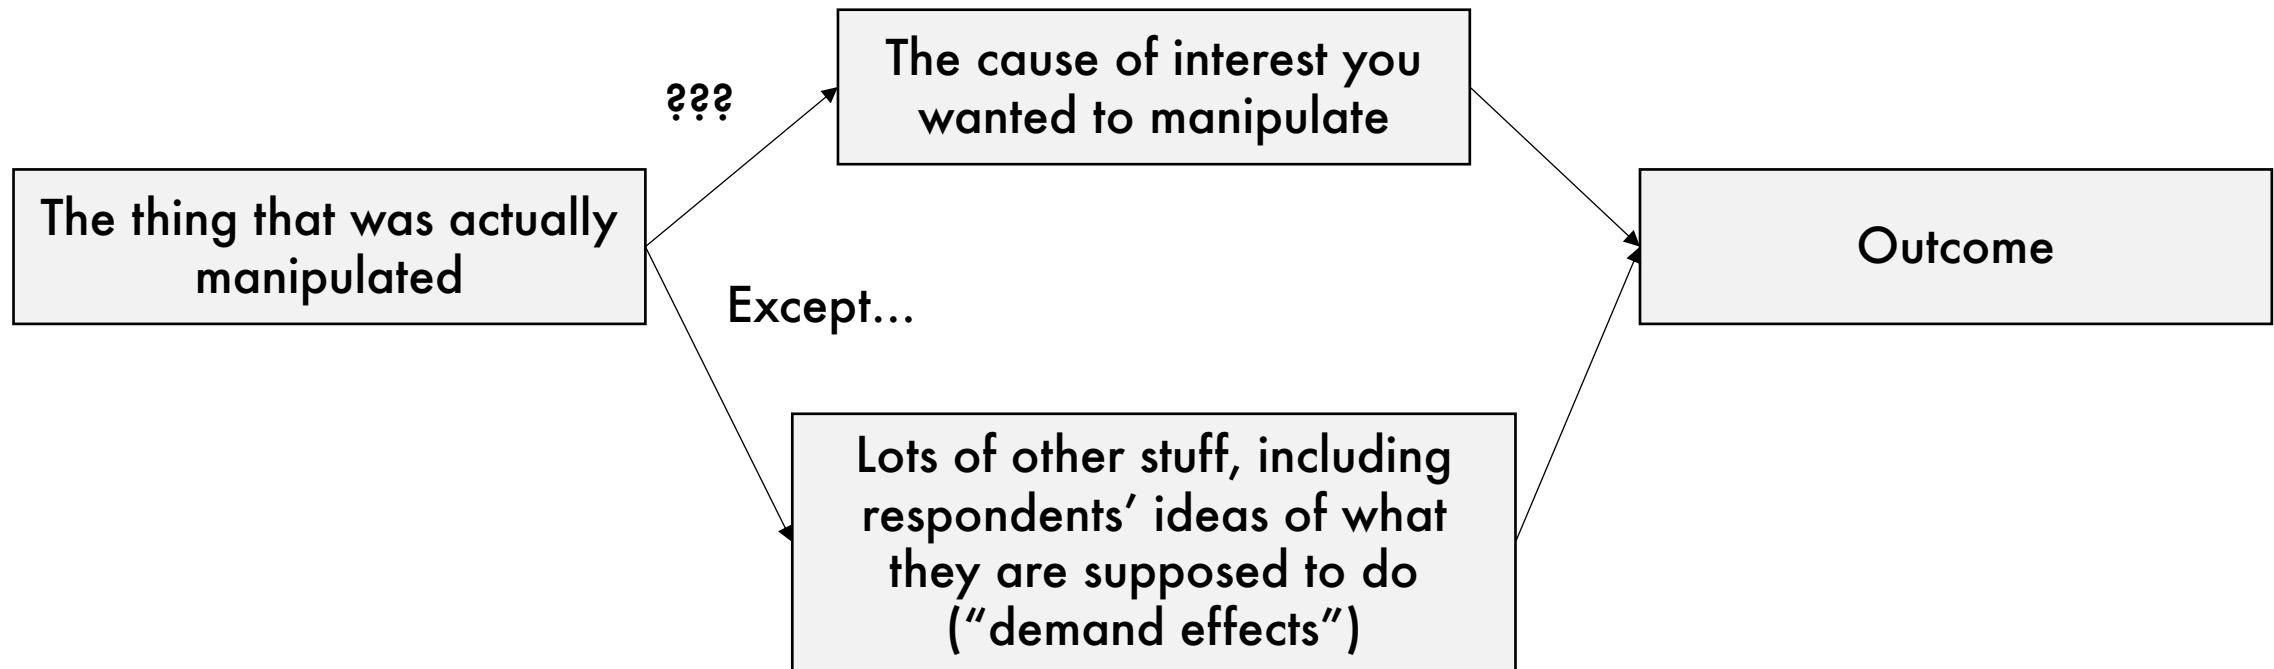 The cause of interest you
wanted to manipulate
???
The thing that was actually
manipulated
Outcome
Except...
Lots of other stuff, including
respondents’ ideas of what
they are supposed to do
(“demand effects”)